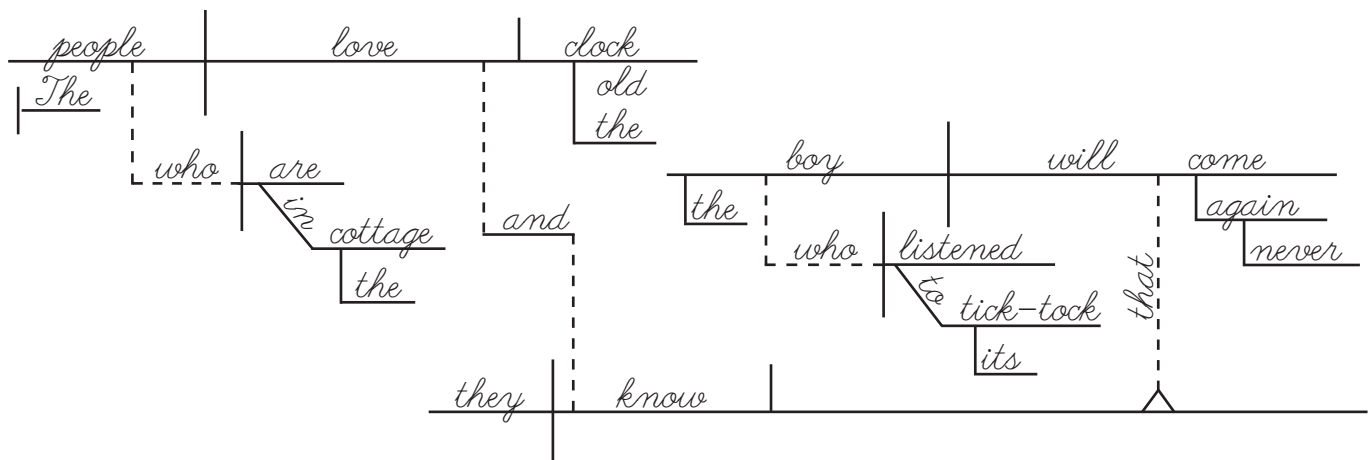 people love clock
The old
the
who are
in
cottage
the
and
boy will come
the again
who listened never
to
tick-tock
its
that
they know